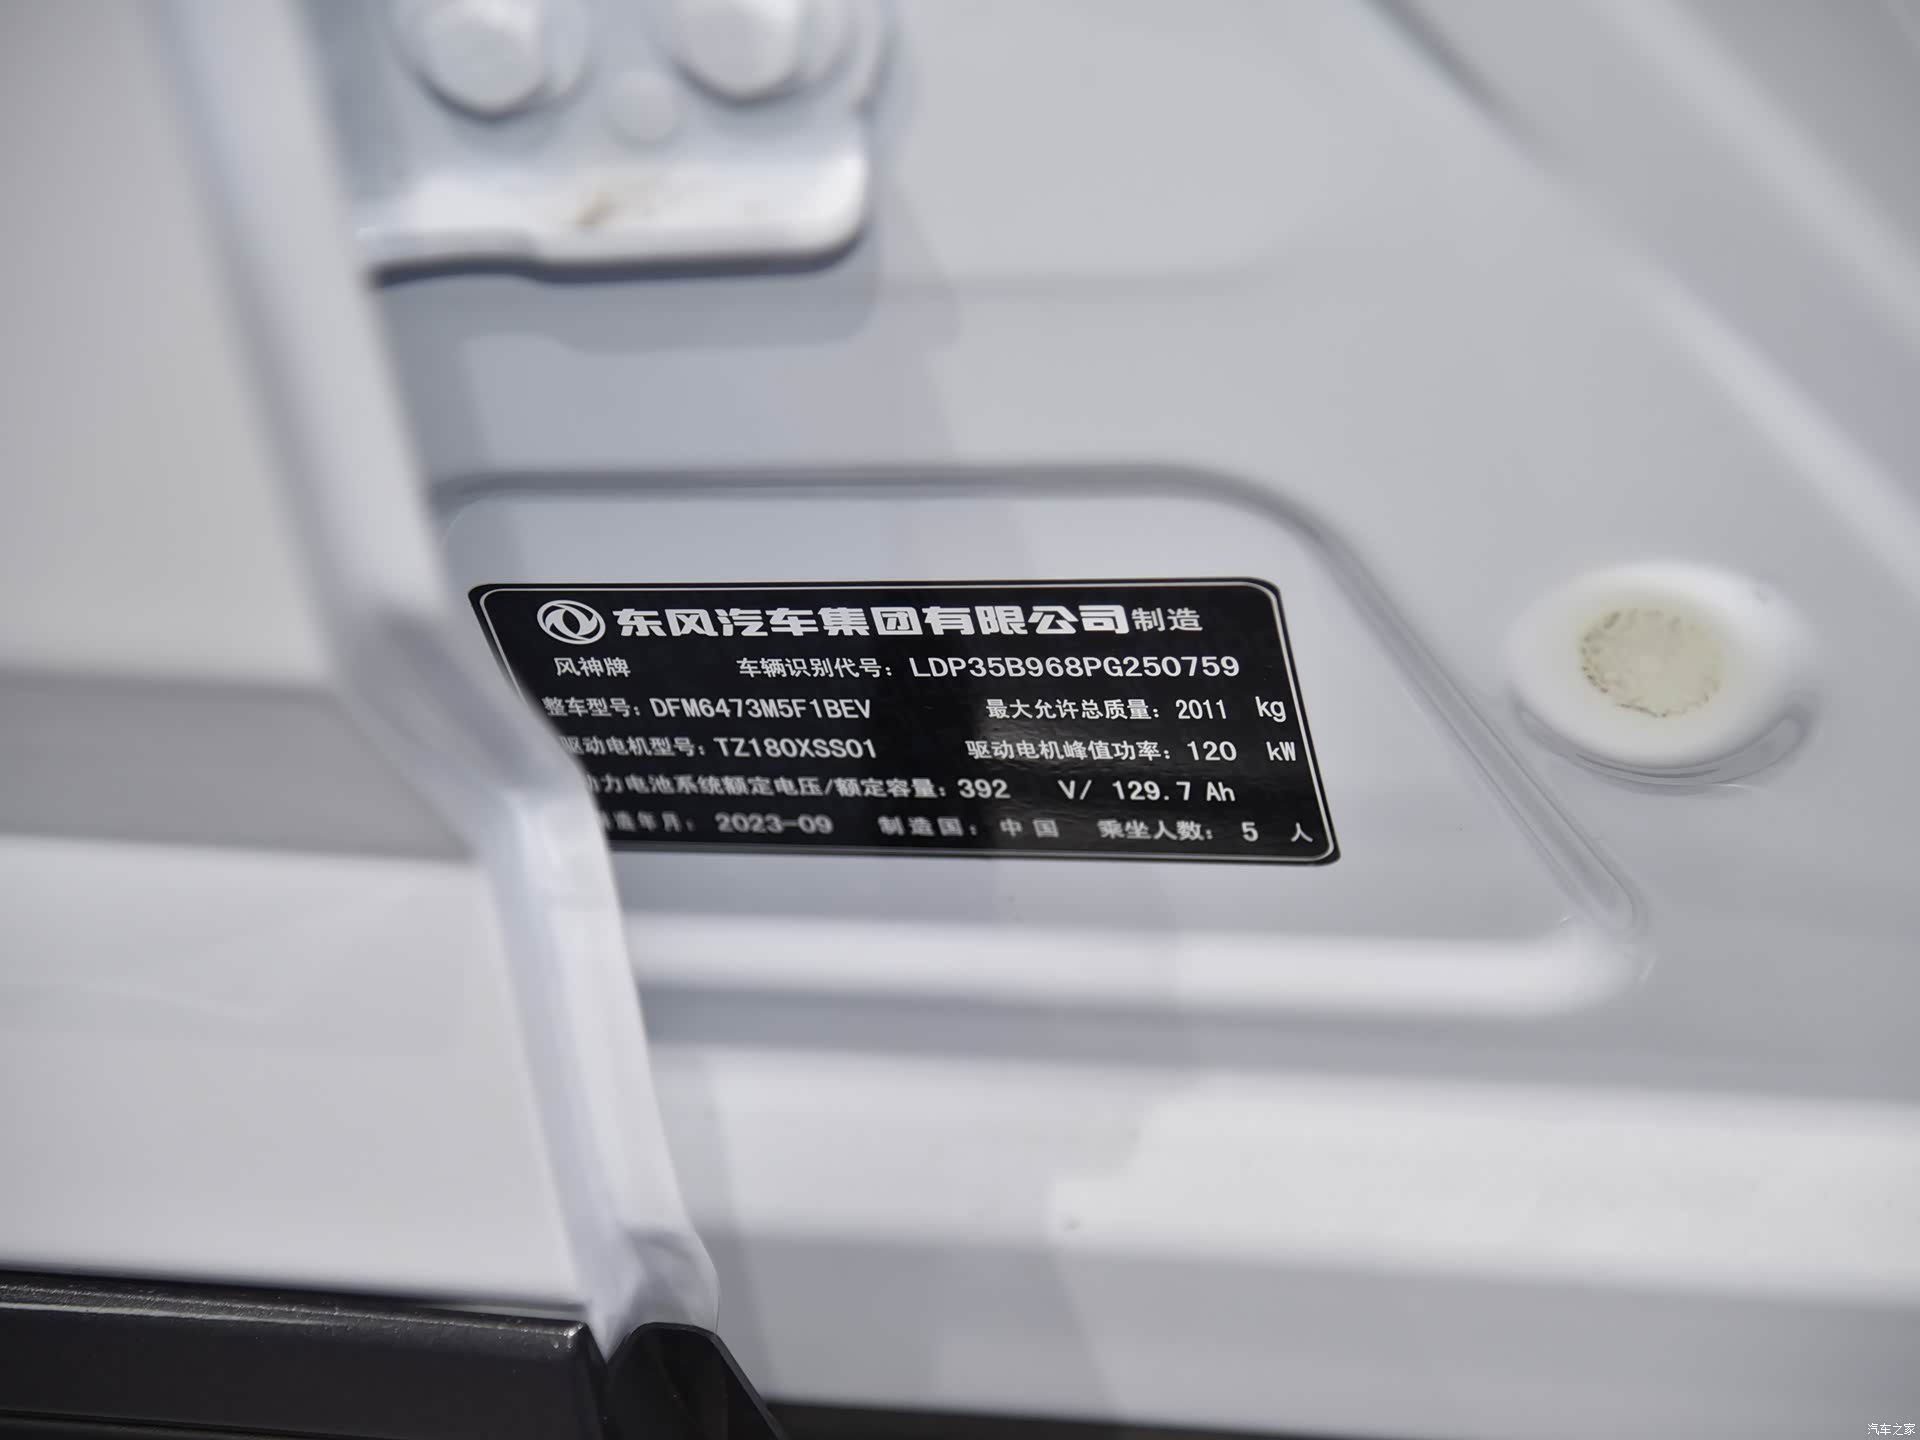 东风汽车集团有限公司制造
风神牌 车辆识别代号：LDP35B968PG250759
整车型号：DFM6473M5F1BEV 最大允许总质量：2011 kg
驱动电机型号：TZ180XSS01 驱动电机峰值功率：120 kW
动力电池系统额定电压/额定容量：392 V/ 129.7 Ah
制造年月：2023-09 制造国：中国 乘坐人数：5 人
汽车之家